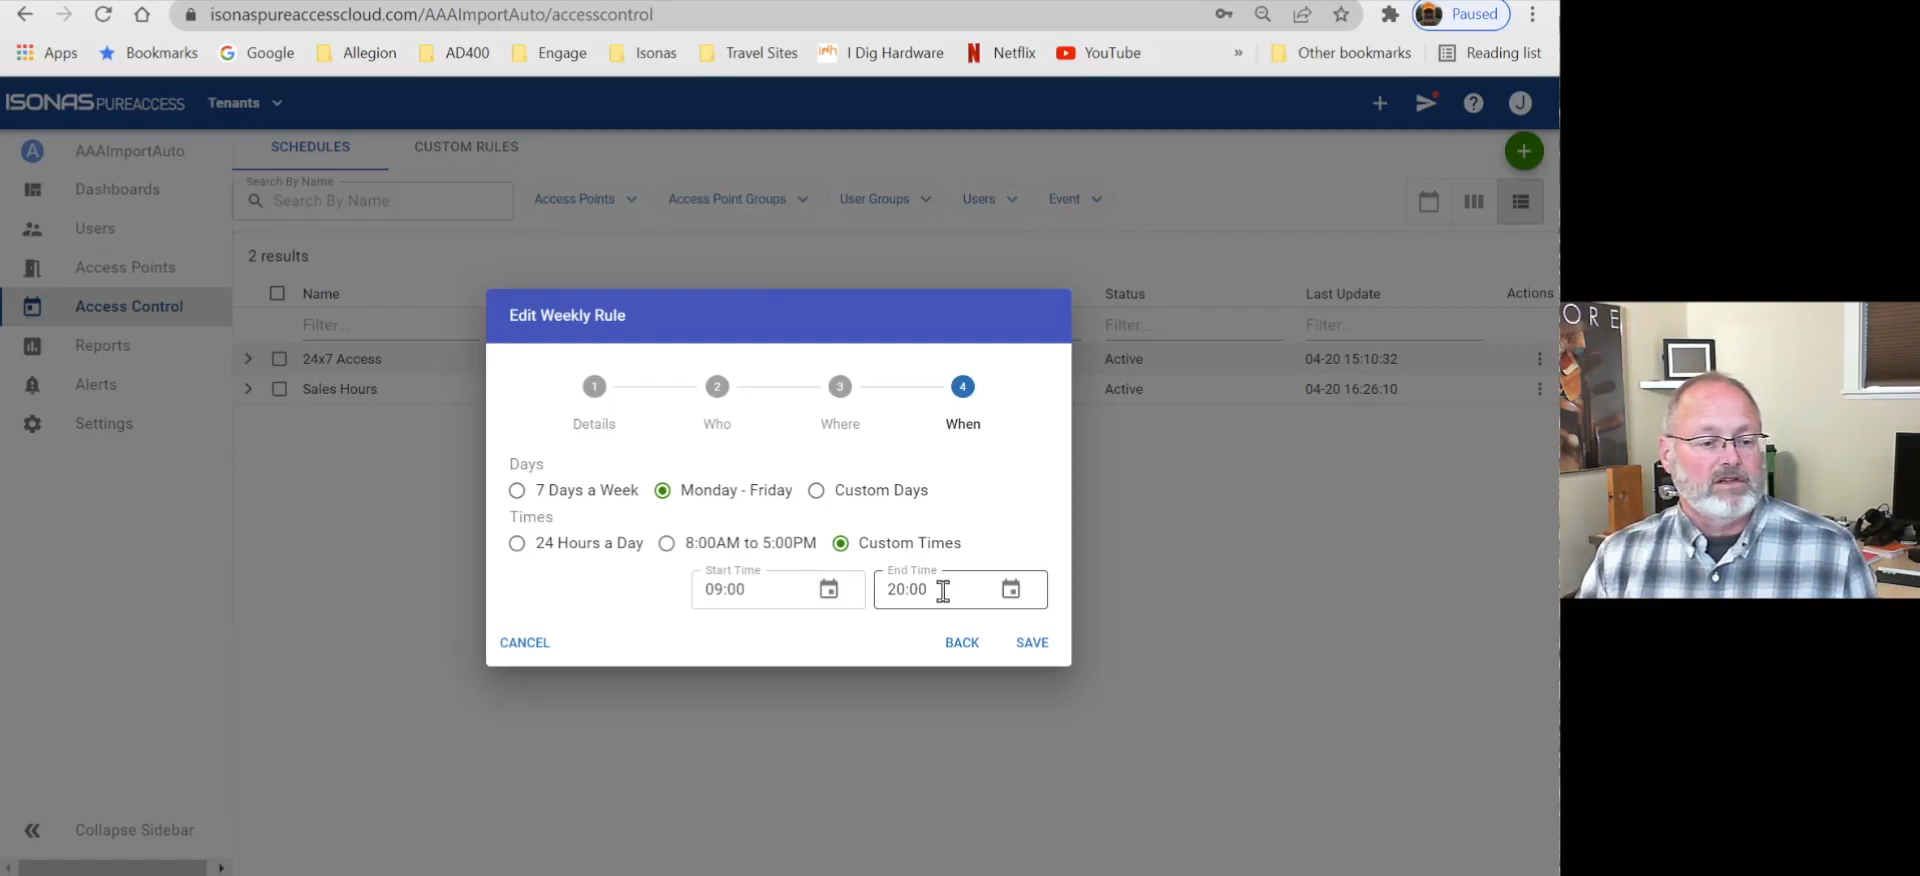 isonaspureaccesscloud.com/AAAImportAuto/accesscontrol
Paused
Apps
Bookmarks
Google
Allegion
AD400
Engage
Isonas
Travel Sites
I Dig Hardware
Netflix
YouTube
»
Other bookmarks
Reading list
ISONAS PUREACCESS
Tenants
J
A
AAAImportAuto
Dashboards
Users
Access Points
Access Control
Reports
Alerts
Settings
Collapse Sidebar
SCHEDULES
CUSTOM RULES
Search By Name
Search By Name
Access Points
Access Point Groups
User Groups
Users
Event
2 results
Name
Status
Last Update
Actions
Filter...
Filter...
Filter...
24x7 Access
Active
04-20 15:10:32
Sales Hours
Active
04-20 16:26:10
Edit Weekly Rule
1
2
3
4
Details
Who
Where
When
Days
7 Days a Week
Monday - Friday
Custom Days
Times
24 Hours a Day
8:00AM to 5:00PM
Custom Times
Start Time
09:00
End Time
20:00
CANCEL
BACK
SAVE
ORE